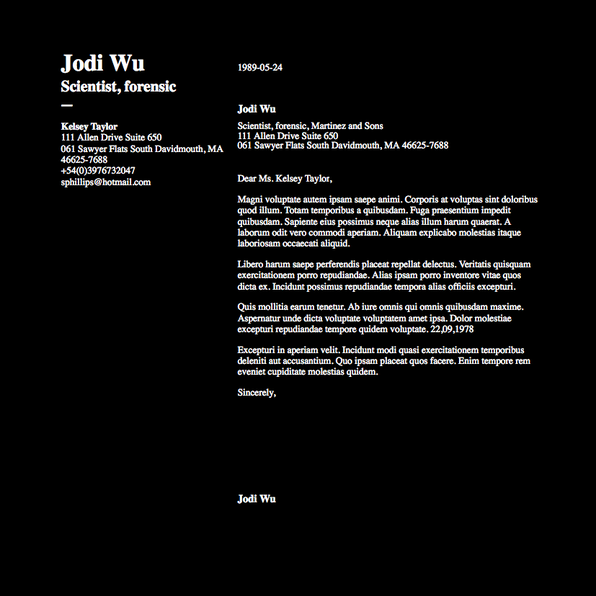 Jodi Wu
Scientist, forensic
—
Kelsey Taylor
111 Allen Drive Suite 650
061 Sawyer Flats South Davidmouth, MA
46625-7688
+54(0)3976732047
sphillips@hotmail.com
1989-05-24
Jodi Wu
Scientist, forensic, Martinez and Sons
111 Allen Drive Suite 650
061 Sawyer Flats South Davidmouth, MA 46625-7688
Dear Ms. Kelsey Taylor,
Magni voluptate autem ipsam saepe animi. Corporis at voluptas sint doloribus
quod illum. Totam temporibus a quibusdam. Fuga praesentium impedit
quibusdam. Sapiente eius possimus neque alias illum harum quaerat. A
laborum odit vero commodi aperiam. Aliquam explicabo molestias itaque
laboriosam occaecati aliquid.
Libero harum saepe perferendis placeat repellat delectus. Veritatis quisquam
exercitationem porro repudiandae. Alias ipsam porro inventore vitae quos
dicta ex. Incidunt possimus repudiandae tempora alias officiis excepturi.
Quis mollitia earum tenetur. Ab iure omnis qui omnis quibusdam maxime.
Aspernatur unde dicta voluptate voluptatem amet ipsa. Dolor molestiae
excepturi repudiandae tempore quidem voluptate. 22,09,1978
Excepturi in aperiam velit. Incidunt modi quasi exercitationem temporibus
deleniti aut accusantium. Quo ipsam placeat quos facere. Enim tempore rem
eveniet cupiditate molestias quidem.
Sincerely,
Jodi Wu